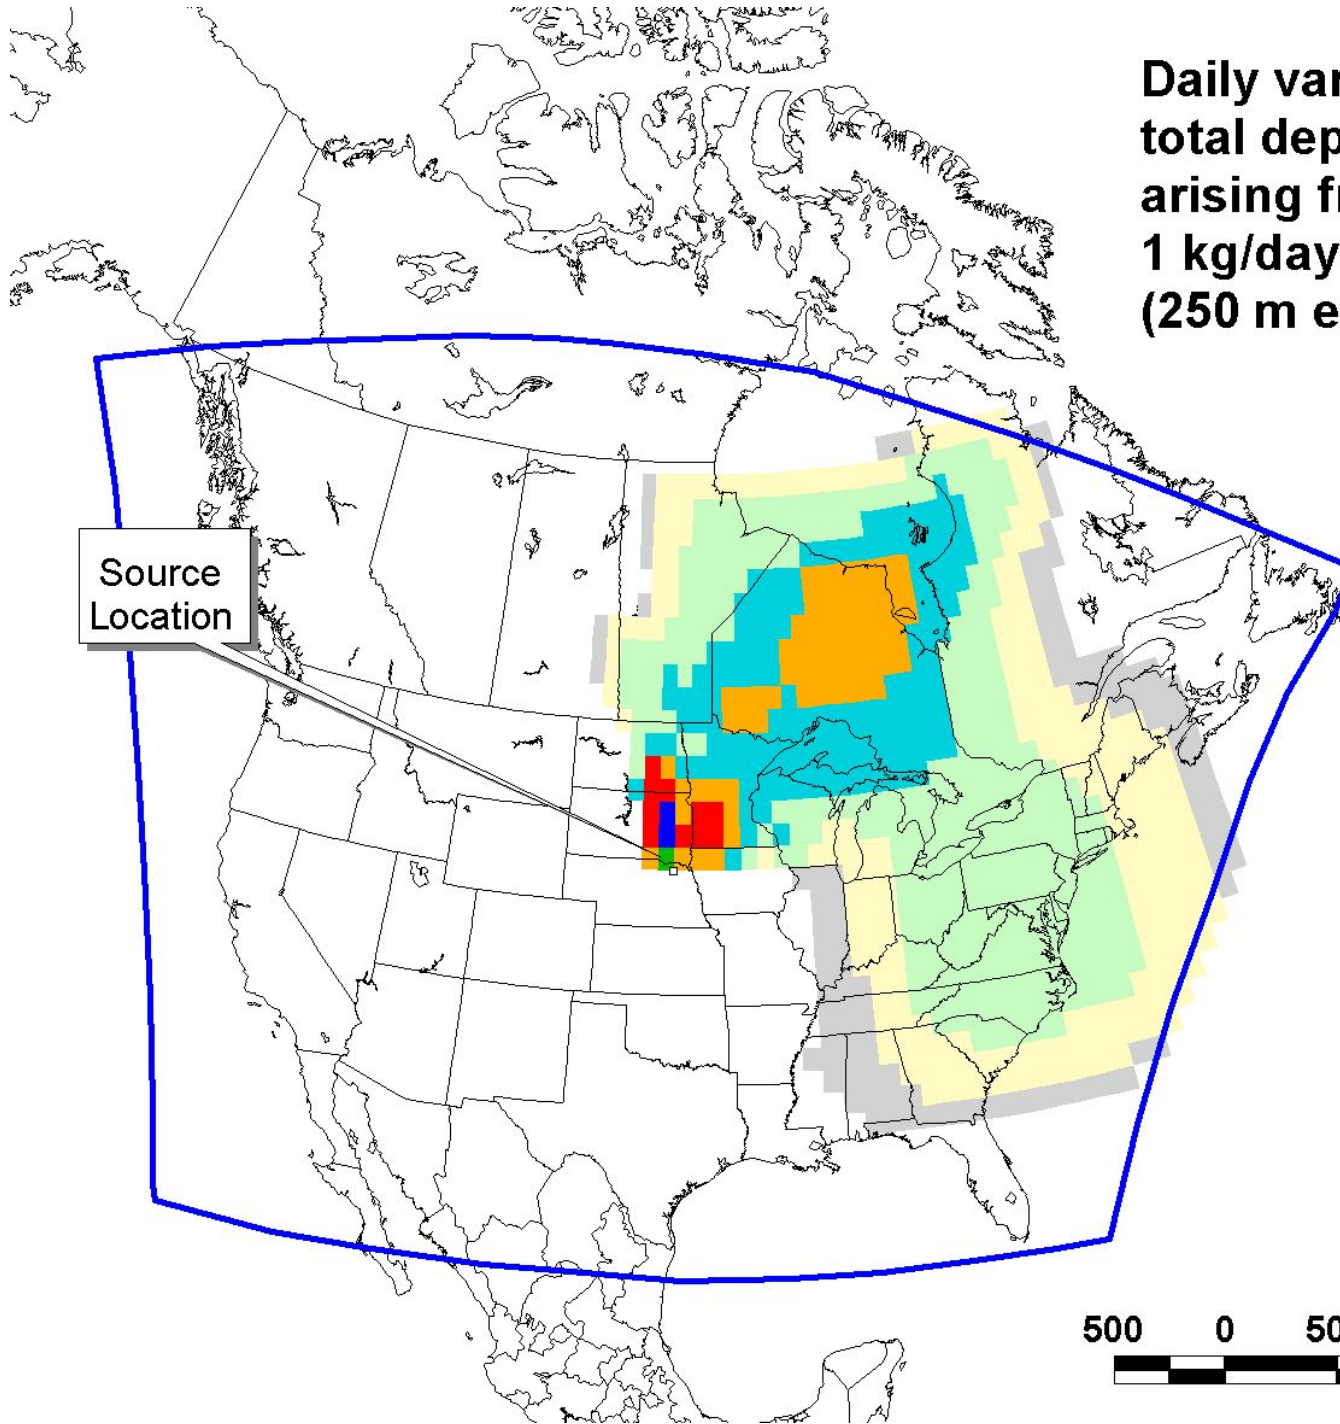 Daily var
total dep
arising fr
1 kg/day
(250 m e
Source
Location
500 0 50